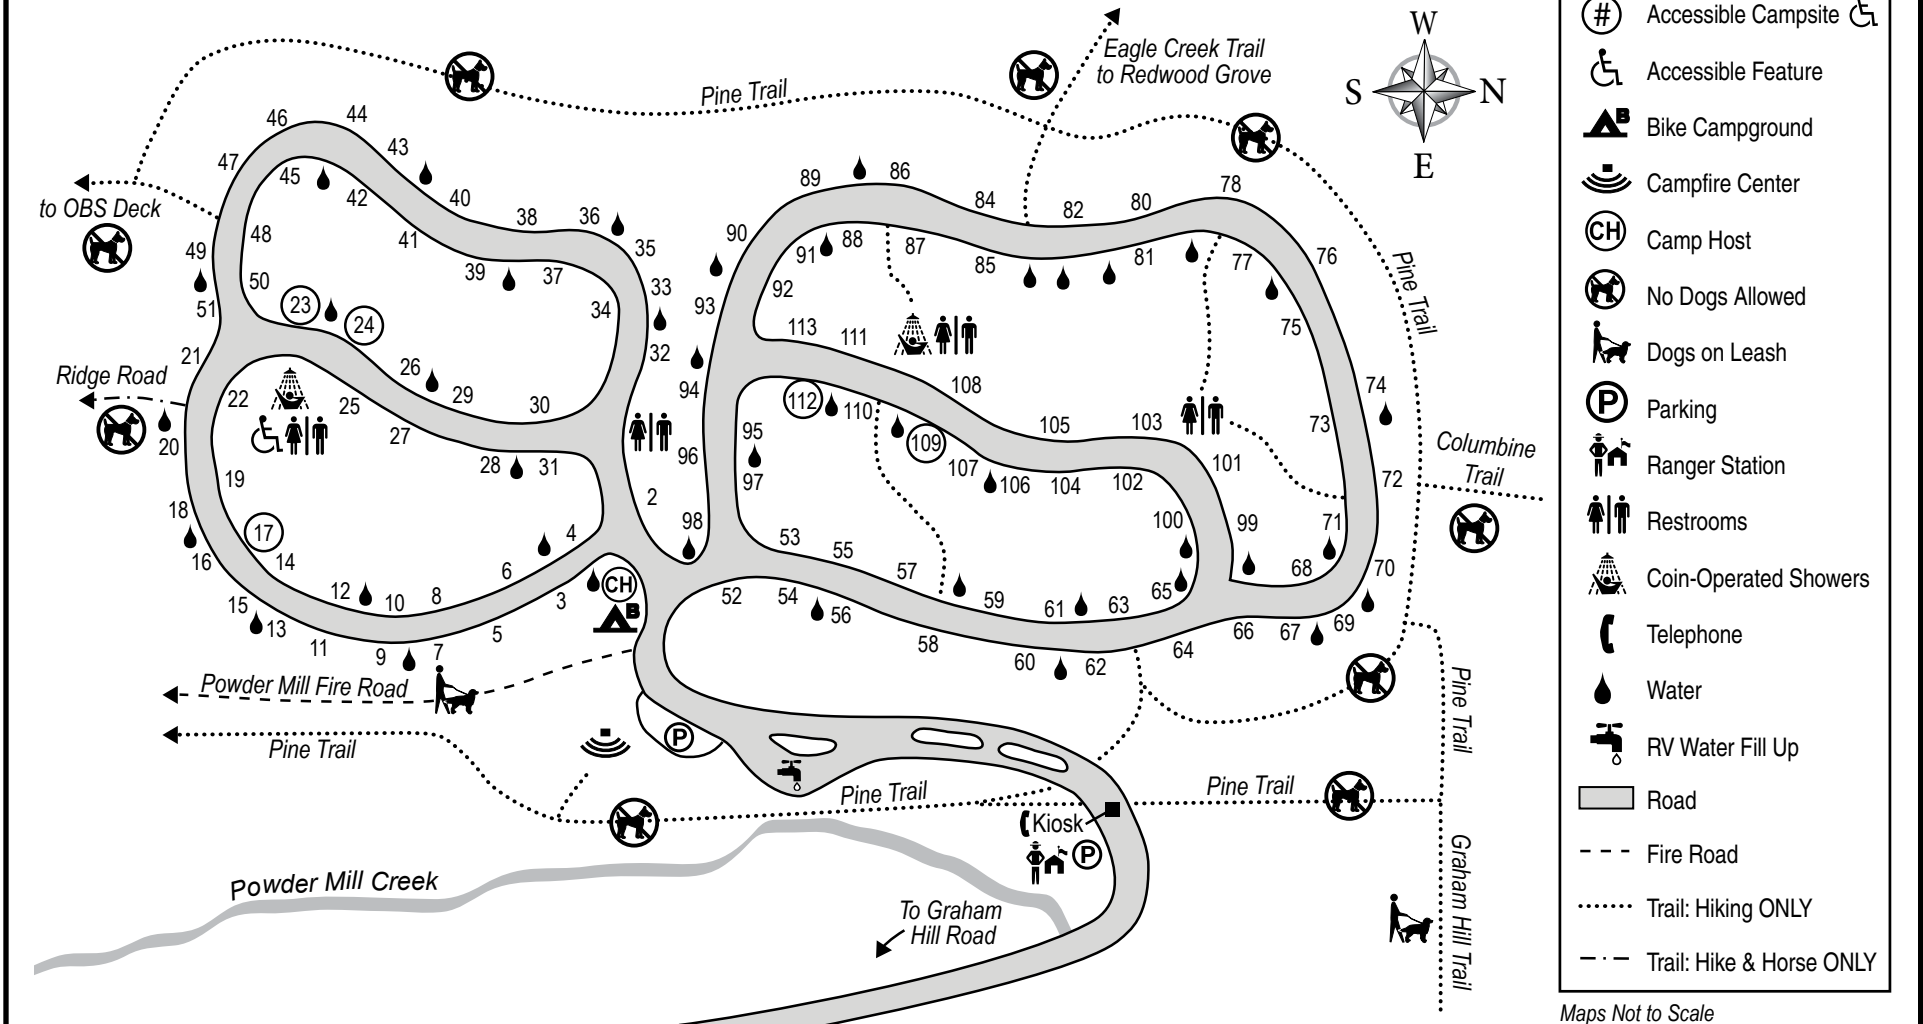 Eagle Creek Trail
to Redwood Grove
Pine Trail
W
S N
E
46
44
43
47
45
42
40
41
38
36
35
39
37
34
33
32
to OBS Deck
48
49
50
51
23
24
21
Ridge Road
22
25
26
29
30
27
28
31
20
19
18
17
16
14
15
13
12
11
10
9
8
7
6
5
4
3
2
CH
B
89
86
84
82
80
78
90
91
88
87
85
81
77
76
92
93
75
113
111
94
108
74
73
112
110
109
105
103
95
96
107
106
104
102
101
97
72
98
100
99
71
53
55
57
68
70
65
52
54
56
59
61
63
69
58
60
62
64
66
67
Pine Trail
Columbine
Trail
Powder Mill Fire Road
Pine Trail
P
Pine Trail
Pine Trail
Pine Trail
Kiosk
P
Powder Mill Creek
To Graham
Hill Road
Graham Hill Trail
# Accessible Campsite
Accessible Feature
B Bike Campground
Campfire Center
CH Camp Host
No Dogs Allowed
Dogs on Leash
P Parking
Ranger Station
Restrooms
Coin-Operated Showers
Telephone
Water
RV Water Fill Up
Road
Fire Road
Trail: Hiking ONLY
Trail: Hike & Horse ONLY
Maps Not to Scale